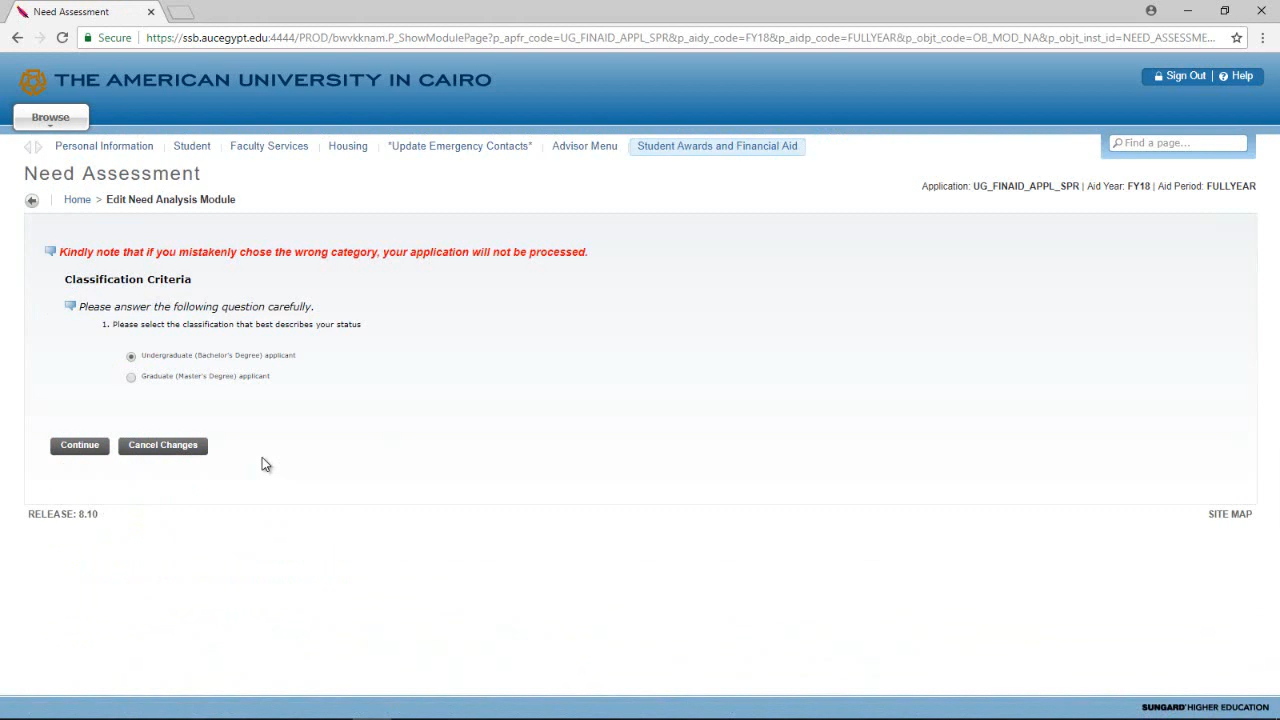 Need Assessment
Secure
https://ssb.aucegypt.edu:4444/PROD/bwvkknam.P_ShowModulePage?p_apfr_code=UG_FINAID_APPL_SPR&p_aidy_code=FY18&p_aidp_code=FULLYEAR&p_objt_code=OB_MOD_NA&p_objt_inst_id=NEED_ASSESSME...
THE AMERICAN UNIVERSITY IN CAIRO
Sign Out | Help
Browse
Personal Information | Student | Faculty Services | Housing | *Update Emergency Contacts* | Advisor Menu | Student Awards and Financial Aid
Find a page...
Need Assessment
Application: UG_FINAID_APPL_SPR | Aid Year: FY18 | Aid Period: FULLYEAR
Home > Edit Need Analysis Module
Kindly note that if you mistakenly chose the wrong category, your application will not be processed.
Classification Criteria
Please answer the following question carefully.
1. Please select the classification that best describes your status
Undergraduate (Bachelor's Degree) applicant
Graduate (Master's Degree) applicant
Continue
Cancel Changes
RELEASE: 8.10
SITE MAP
SUNGARD HIGHER EDUCATION